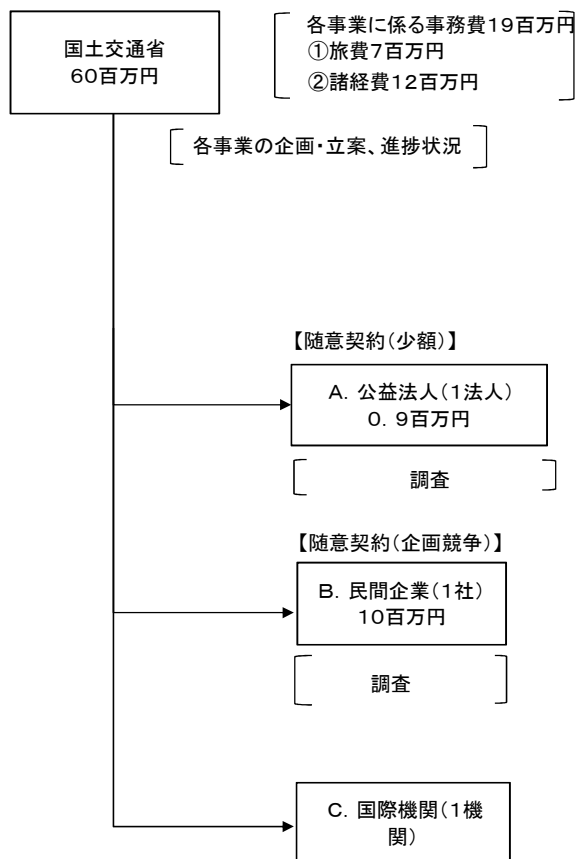 国土交通省
60百万円
各事業に係る事務費19百万円
①旅費7百万円
②諸経費12百万円
各事業の企画・立案、進捗状況
【随意契約(少額)】
A. 公益法人(1法人)
0.9百万円
調査
【随意契約(企画競争)】
B. 民間企業(1社)
10百万円
調査
C. 国際機関(1機
関)